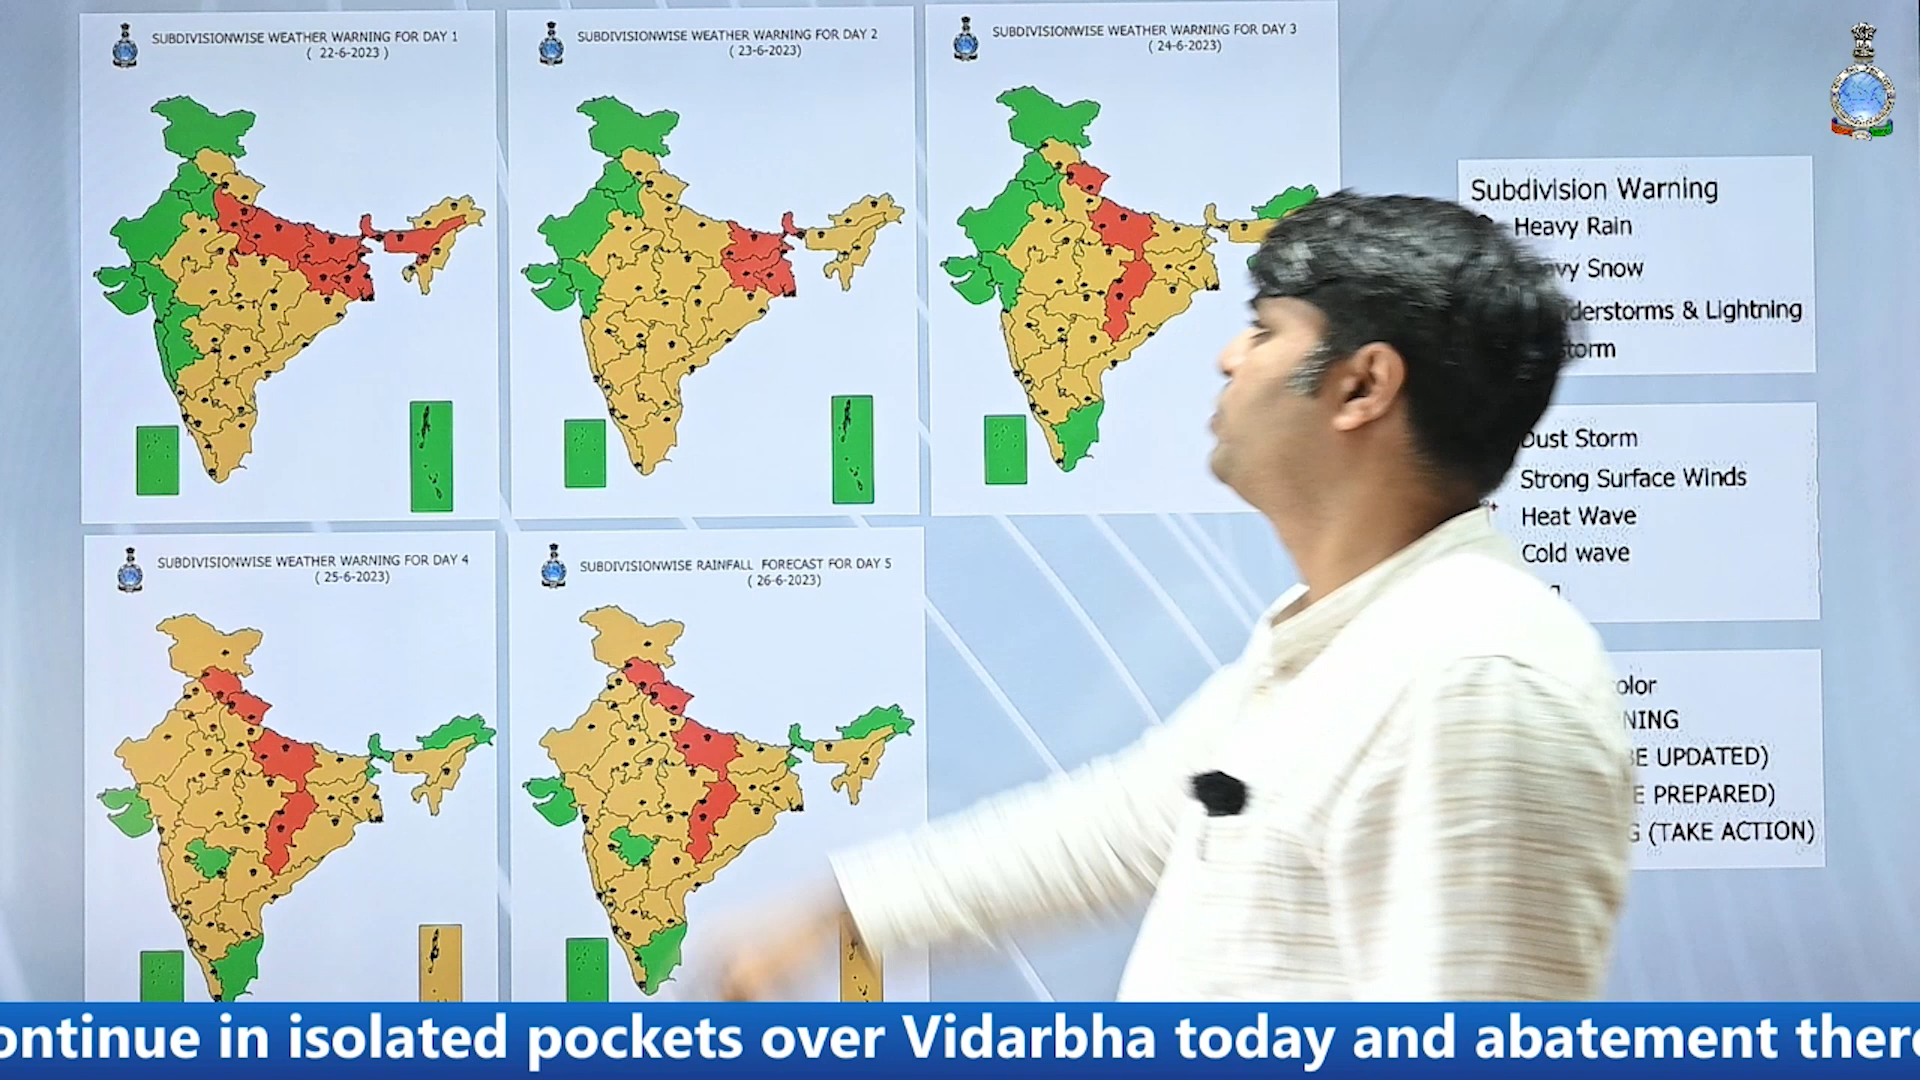 SUBDIVISIONWISE WEATHER WARNING FOR DAY 1
( 22-6-2023 )
SUBDIVISIONWISE WEATHER WARNING FOR DAY 2
( 23-6-2023)
SUBDIVISIONWISE WEATHER WARNING FOR DAY 3
( 24-6-2023)
SUBDIVISIONWISE WEATHER WARNING FOR DAY 4
( 25-6-2023)
SUBDIVISIONWISE RAINFALL FORECAST FOR DAY 5
( 26-6-2023)
Subdivision Warning
Heavy Rain
vy Snow
derstorms & Lightning
storm
Dust Storm
Strong Surface Winds
Heat Wave
Cold wave
olor
NING
BE UPDATED)
E PREPARED)
G (TAKE ACTION)
ontinue in isolated pockets over Vidarbha today and abatement there